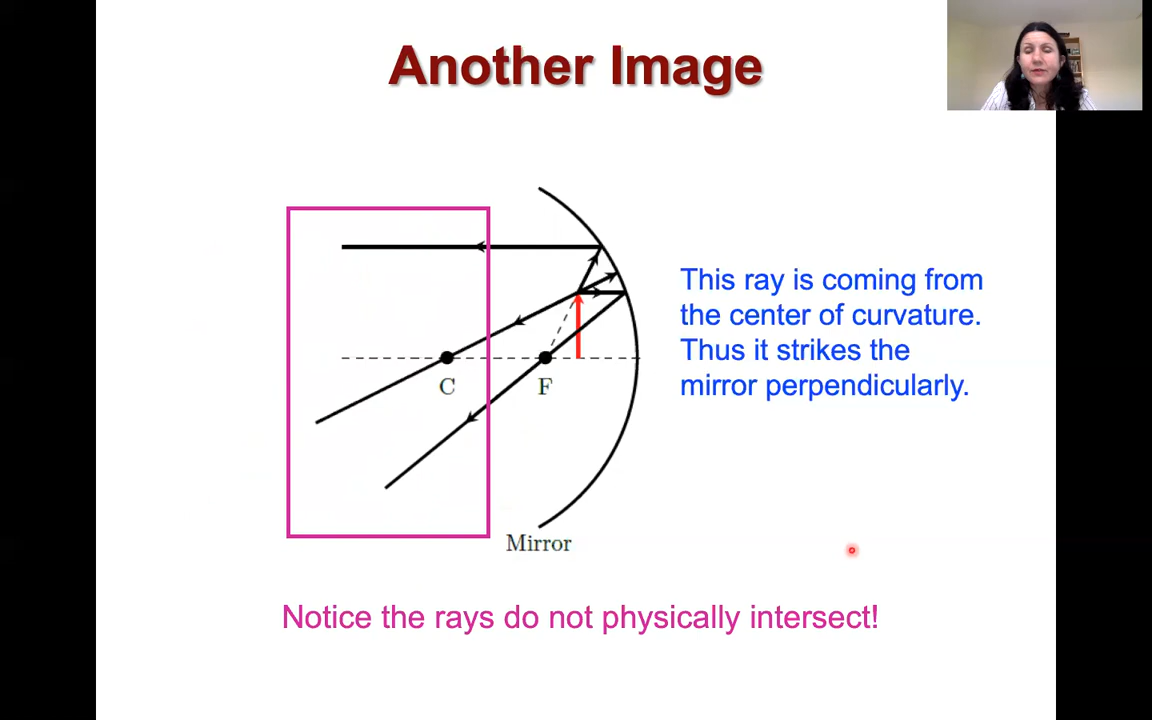 Another Image
This ray is coming from
the center of curvature.
Thus it strikes the
mirror perpendicularly.
C
F
Mirror
Notice the rays do not physically intersect!